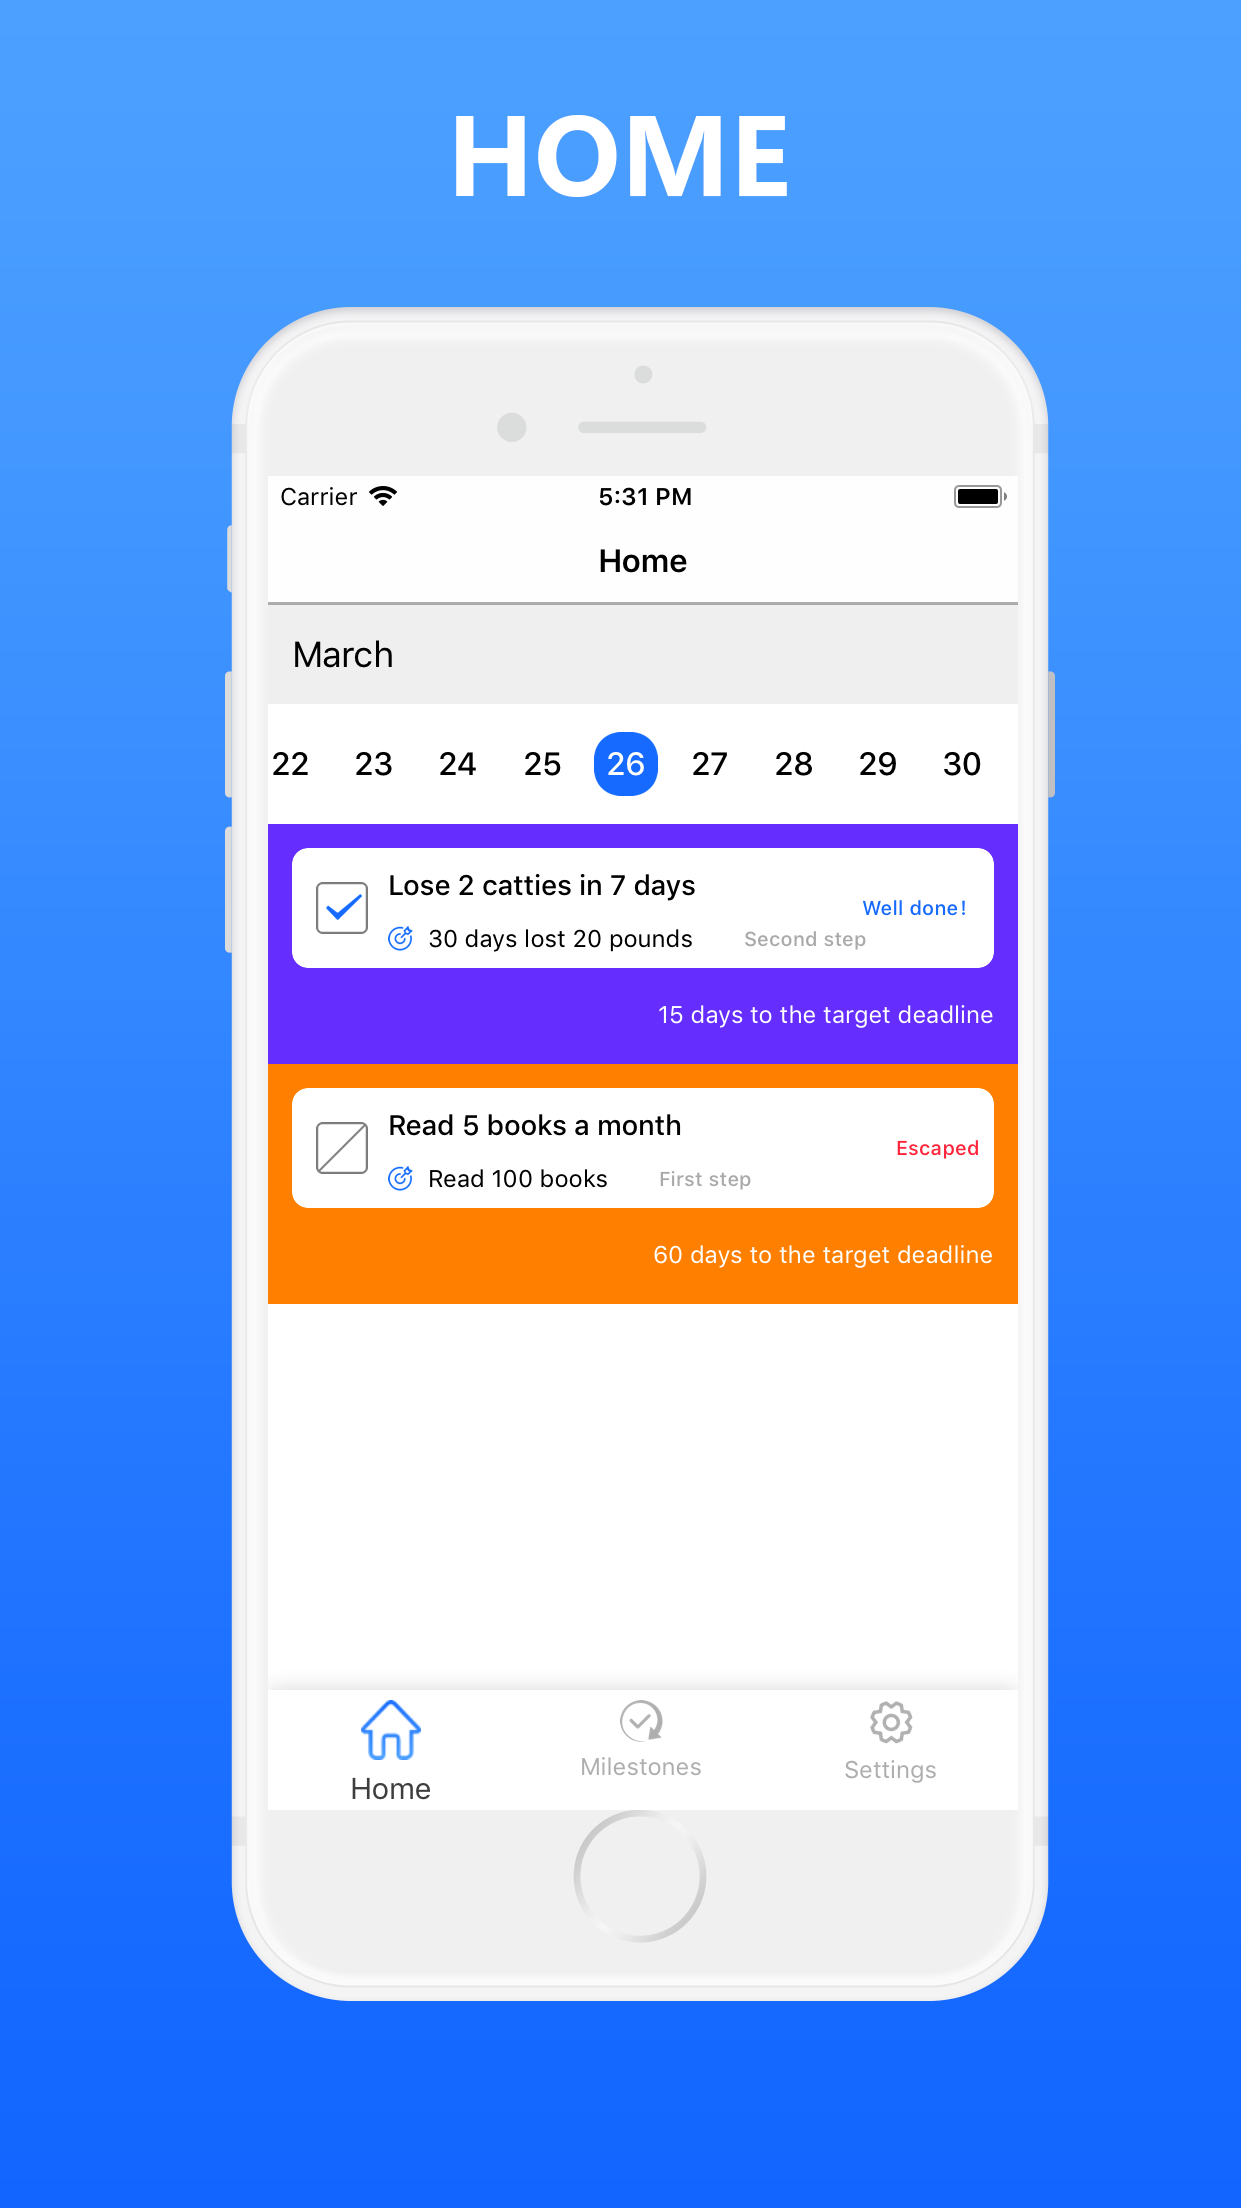 HOME
Carrier 5:31 PM
Home
March
22 23 24 25 26 27 28 29 30
Lose 2 catties in 7 days
Well done!
30 days lost 20 pounds Second step
15 days to the target deadline
Read 5 books a month
Escaped
Read 100 books First step
60 days to the target deadline
Home Milestones Settings